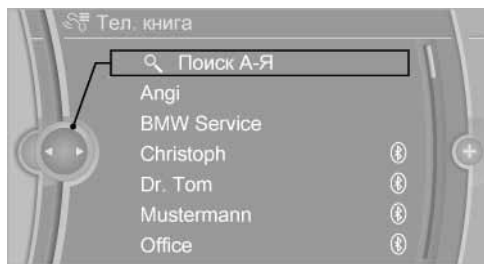 Тел. книга
Поиск А-Я
Angi
BMW Service
Christoph
Dr. Tom
Mustermann
Office